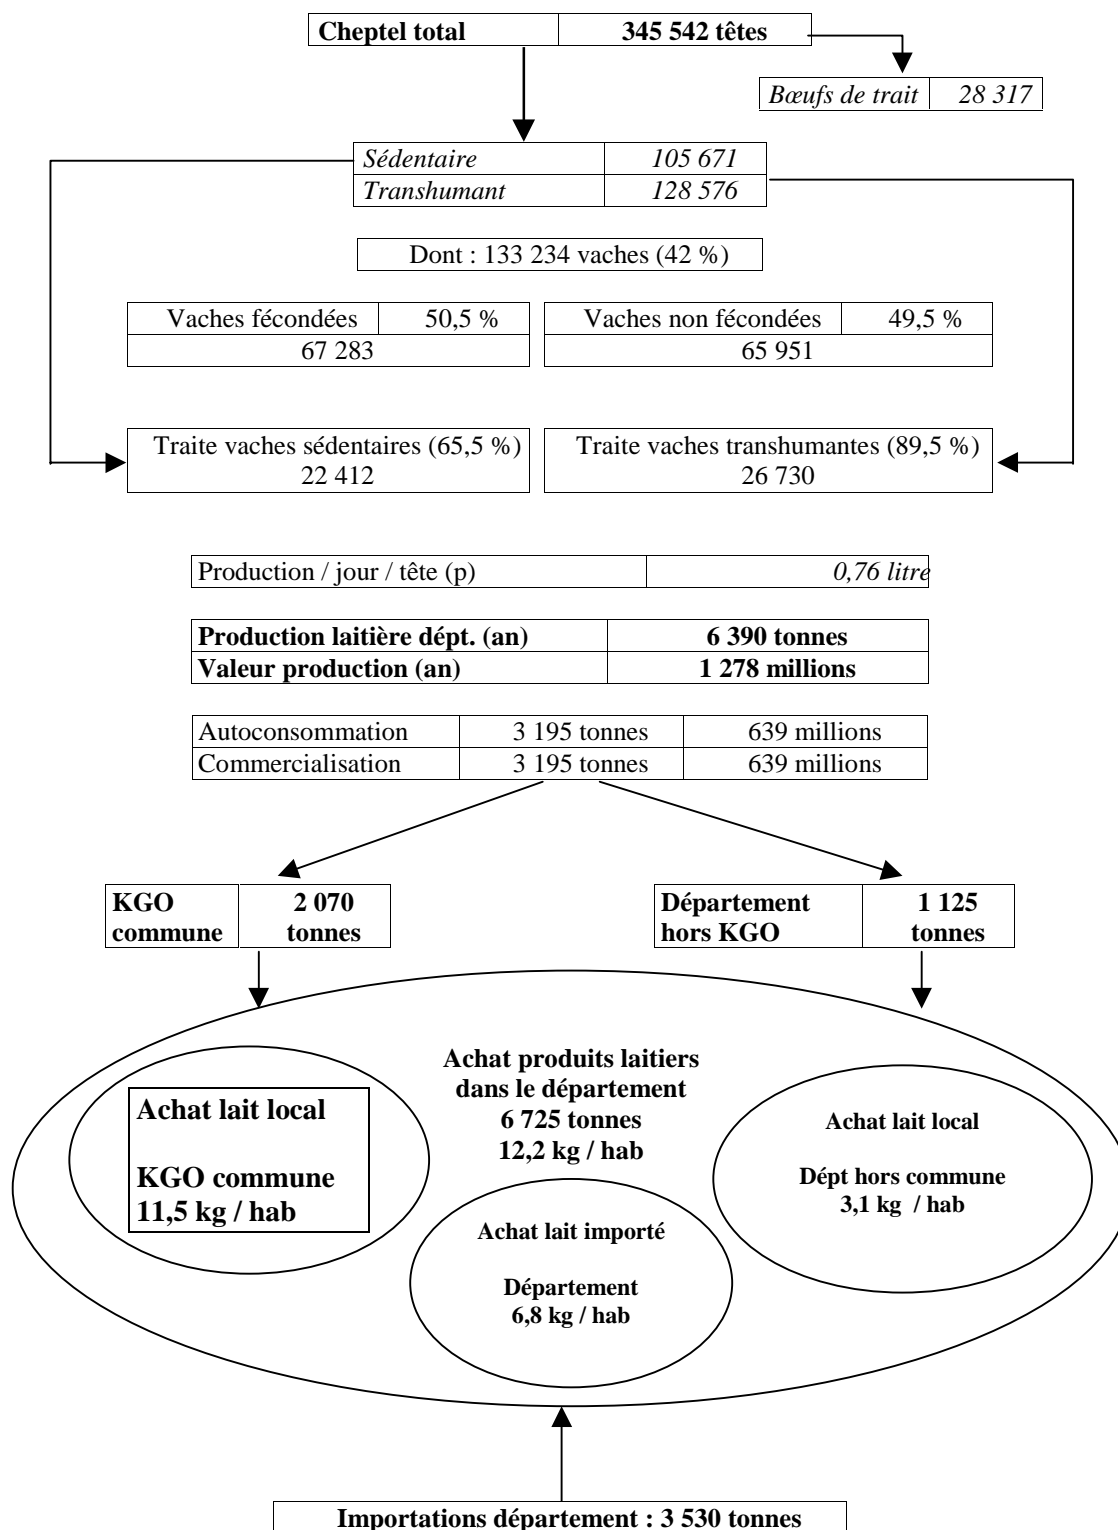 Cheptel total 345 542 têtes
Bœufs de trait 28 317
Sédentaire 105 671
Transhumant 128 576
Dont : 133 234 vaches (42 %)
Vaches fécondées 50,5 %
67 283
Vaches non fécondées 49,5 %
65 951
Traite vaches sédentaires (65,5 %)
22 412
Traite vaches transhumantes (89,5 %)
26 730
Production / jour / tête (p) 0,76 litre
Production laitière dépt. (an) 6 390 tonnes
Valeur production (an) 1 278 millions
Autoconsommation 3 195 tonnes 639 millions
Commercialisation 3 195 tonnes 639 millions
KGO
commune
2 070
tonnes
Département
hors KGO
1 125
tonnes
Achat produits laitiers
dans le département
6 725 tonnes
12,2 kg / hab
Achat lait local
KGO commune
11,5 kg / hab
Achat lait local
Dépt hors commune
3,1 kg / hab
Achat lait importé
Département
6,8 kg / hab
Importations département : 3 530 tonnes